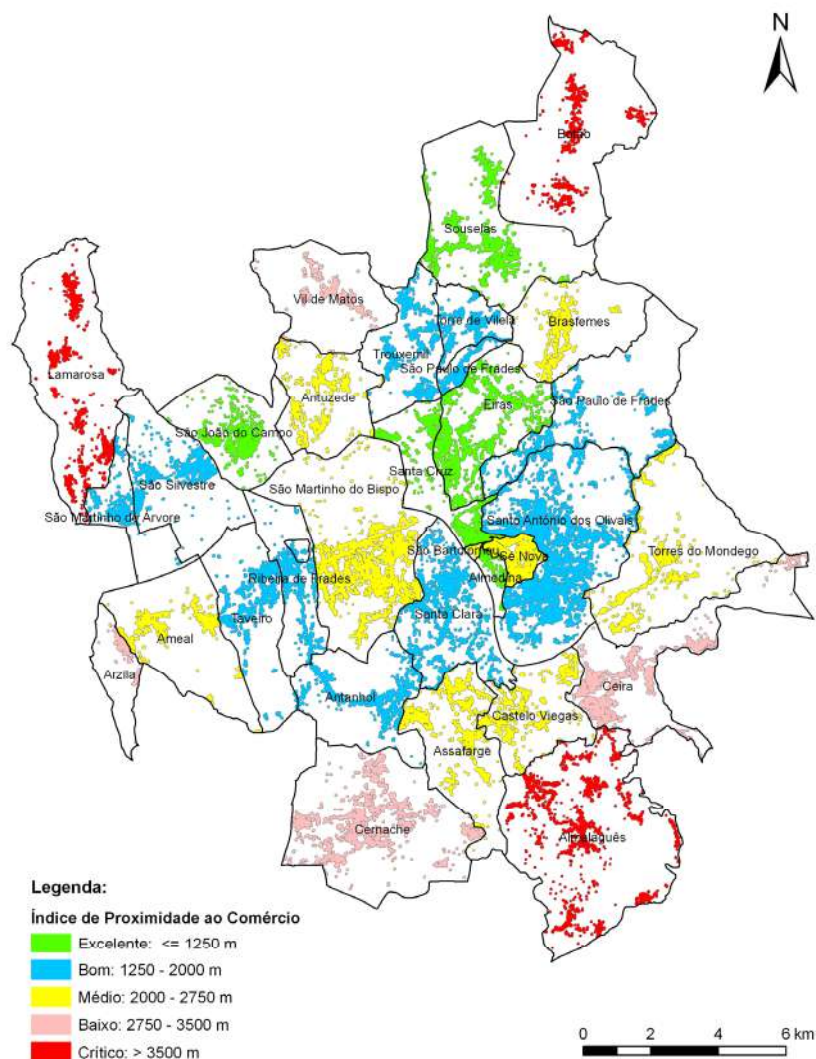 N
Botão
Souselas
Vil de Matos
Torre de Vilela
Brasfemes
Trouxemil
São Paulo de Frades
Lamarosa
Antuzede
Eiras
São Paulo de Frades
São João do Campo
Santa Cruz
São Silvestre
São Martinho do Bispo
São Martinho de Arvore
Santo António dos Olivais
São Bartolomeu
Sé Nova
Torres do Mondego
Ribeira de Frades
Almedina
Taveiro
Santa Clara
Ameal
Arzila
Antanhol
Ceira
Castelo Viegas
Assafarge
Cernache
Almalaguês
Legenda:
Índice de Proximidade ao Comércio
Excelente: <= 1250 m
Bom: 1250 - 2000 m
Médio: 2000 - 2750 m
Baixo: 2750 - 3500 m
Crítico: > 3500 m
0 2 4 6 km